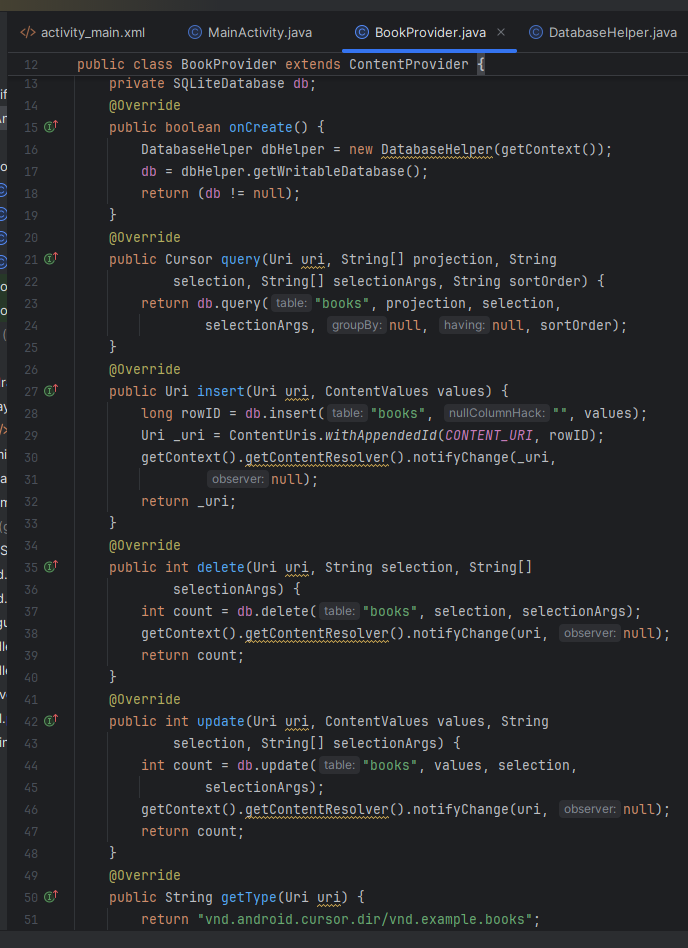 activity_main.xml MainActivity.java BookProvider.java DatabaseHelper.java
12 public class BookProvider extends ContentProvider {
13 private SQLiteDatabase db;
14 @Override
15 public boolean onCreate() {
16 DatabaseHelper dbHelper = new DatabaseHelper(getContext());
17 db = dbHelper.getWritableDatabase();
18 return (db != null);
19 }
20 @Override
21 public Cursor query(Uri uri, String[] projection, String
22 selection, String[] selectionArgs, String sortOrder) {
23 return db.query( table: "books", projection, selection,
24 selectionArgs, groupBy: null, having: null, sortOrder);
25 }
26 @Override
27 public Uri insert(Uri uri, ContentValues values) {
28 long rowID = db.insert( table: "books", nullColumnHack: "", values);
29 Uri _uri = ContentUris.withAppendedId(CONTENT_URI, rowID);
30 getContext().getContentResolver().notifyChange(_uri,
31 observer: null);
32 return _uri;
33 }
34 @Override
35 public int delete(Uri uri, String selection, String[]
36 selectionArgs) {
37 int count = db.delete( table: "books", selection, selectionArgs);
38 getContext().getContentResolver().notifyChange(uri, observer: null);
39 return count;
40 }
41 @Override
42 public int update(Uri uri, ContentValues values, String
43 selection, String[] selectionArgs) {
44 int count = db.update( table: "books", values, selection,
45 selectionArgs);
46 getContext().getContentResolver().notifyChange(uri, observer: null);
47 return count;
48 }
49 @Override
50 public String getType(Uri uri) {
51 return "vnd.android.cursor.dir/vnd.example.books";